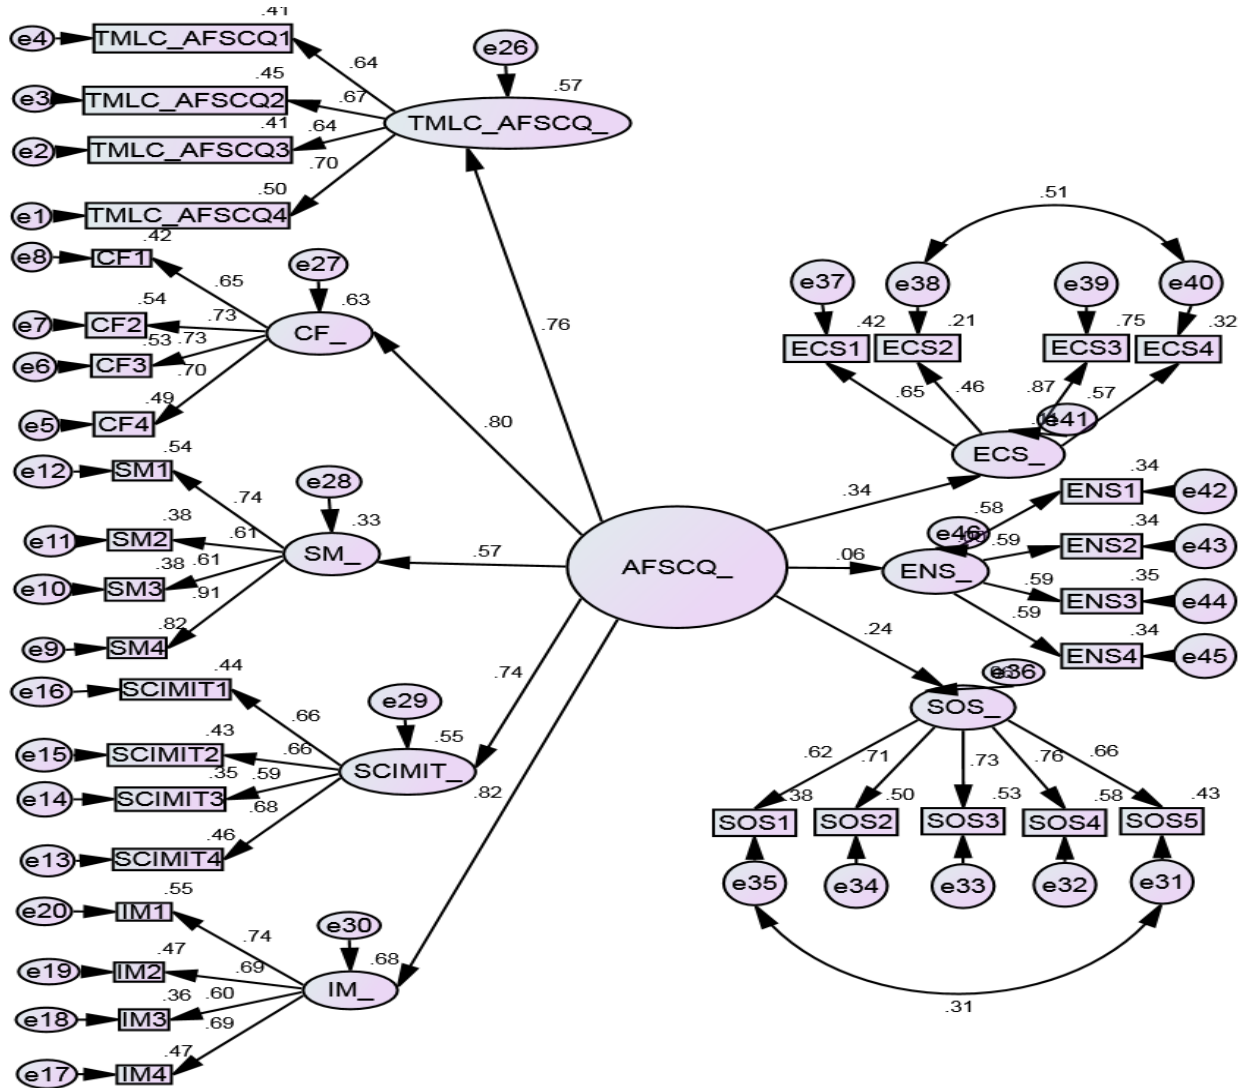 .41
e4 TMLC_AFSCQ1
e26
.64
.57
.45
e3 TMLC_AFSCQ2
.67
TMLC_AFSCQ_
.41
.64
e2 TMLC_AFSCQ3
.70
.50
e1 TMLC_AFSCQ4
.42
e8 CF1
e27
.65
.63
.54
e7 CF2
.73
CF_
.53 .73
e6 CF3
.70
.49
e5 CF4
.76
.80
.54
e12 SM1
e28
.74
.33
.38
e11 SM2
.61
SM_
.57
.38 .61
e10 SM3
.91
.82
e9 SM4
AFSCQ_
.44
e16 SCIMIT1
e29
.74
.66
.55
.43
e15 SCIMIT2
.66
SCIMIT_
.35 .59
e14 SCIMIT3
.68
.82
.46
e13 SCIMIT4
.55
e20 IM1
e30
.74
.68
.47
e19 IM2
.69
IM_
.36 .60
e18 IM3
.69
.47
e17 IM4
.51
e37 e38 e39 e40
.42 .21 .75 .32
ECS1 ECS2 ECS3 ECS4
.65 .46 .87 .57
e41
ECS_
.34
.34
ENS1 e42
.58
e46
.34
.59
ENS2 e43
.06
ENS_
.59
.35
ENS3 e44
.59
.34
ENS4 e45
.24
e36
SOS_
.62 .71 .73 .76 .66
.38 .50 .53 .58 .43
SOS1 SOS2 SOS3 SOS4 SOS5
e35 e34 e33 e32 e31
.31